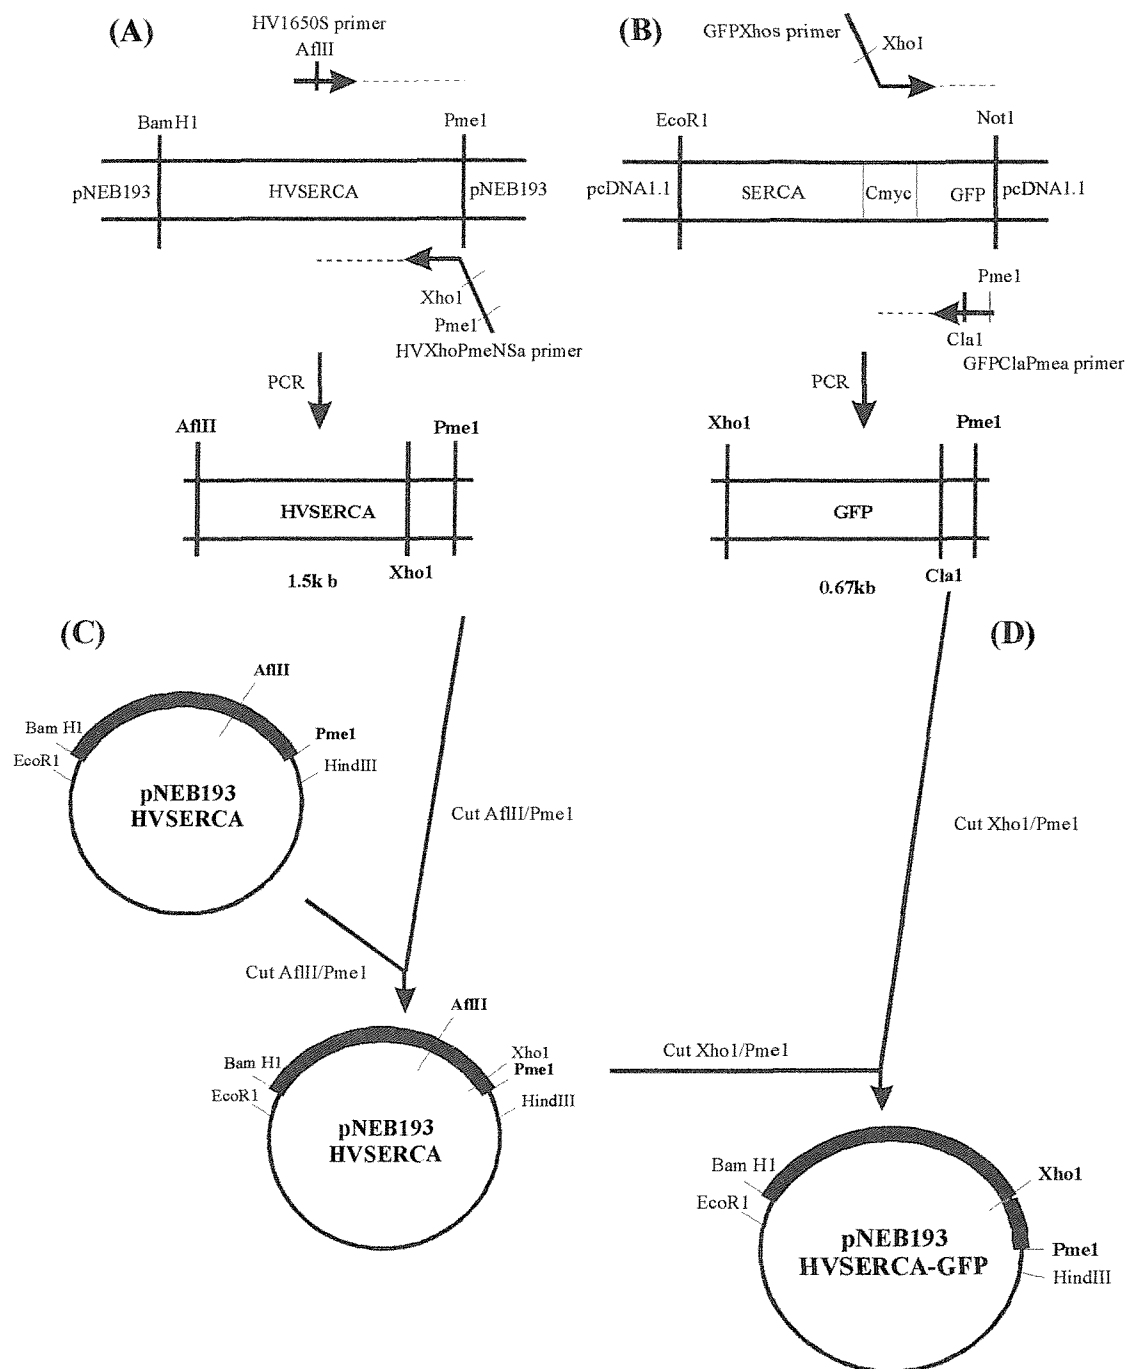 (A)
HV1650S primer
AflII
BamH1
Pme1
pNEB193
HVSERCA
pNEB193
Xho1
Pme1
HVXhoPmeNSa primer
PCR
AflII
Pme1
HVSERCA
Xho1
1.5k b
(B)
GFPXhos primer
Xho1
EcoR1
Not1
pcDNA1.1
SERCA
Cmyc
GFP
pcDNA1.1
Pme1
Cla1
GFPClaPmea primer
PCR
Xho1
Pme1
GFP
Cla1
0.67kb
(C)
AflII
Bam H1
Pme1
EcoR1
HindIII
pNEB193
HVSERCA
Cut AflII/Pme1
Cut AflII/Pme1
AflII
Xho1
Bam H1
Pme1
EcoR1
HindIII
pNEB193
HVSERCA
(D)
Cut Xho1/Pme1
Cut Xho1/Pme1
Bam H1
Xho1
EcoR1
pNEB193
HVSERCA-GFP
Pme1
HindIII